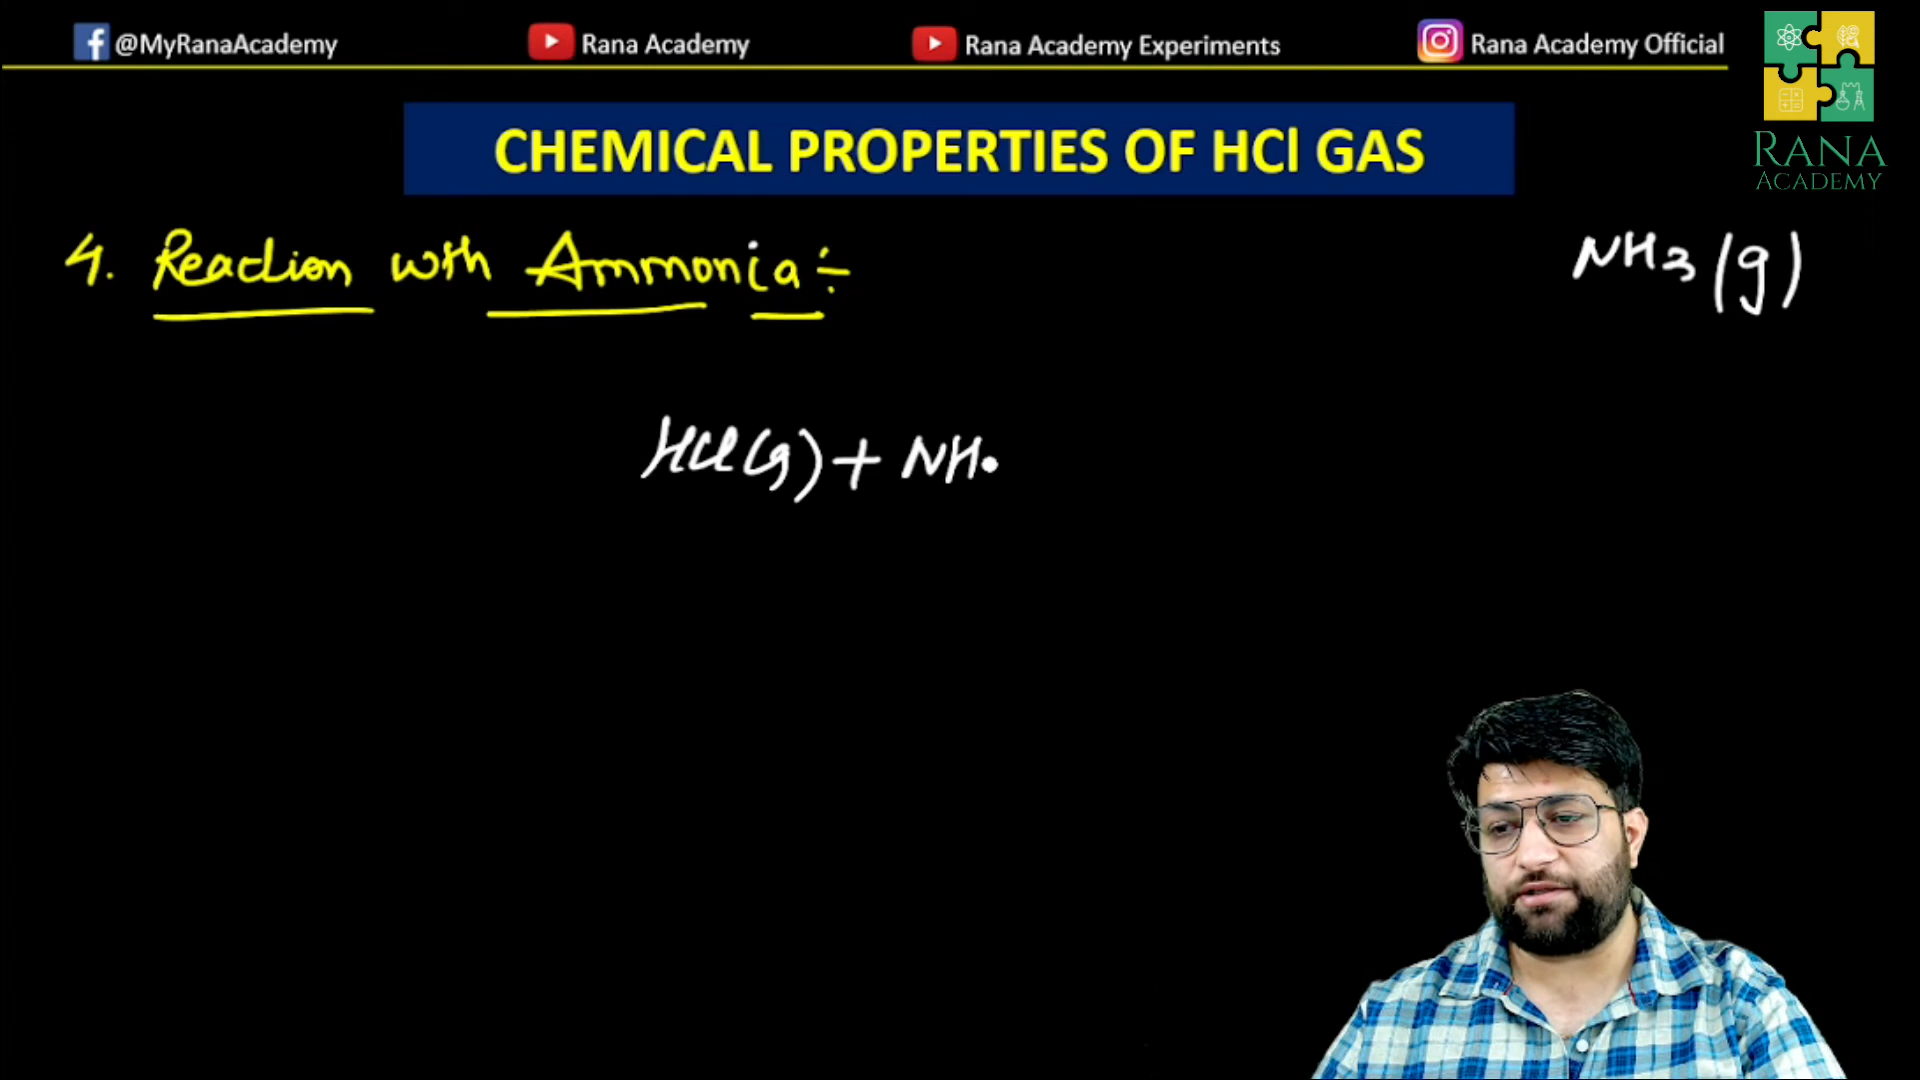 @MyRanaAcademy Rana Academy Rana Academy Experiments Rana Academy Official
RANA
ACADEMY
CHEMICAL PROPERTIES OF HCl GAS
4. Reaction with Ammonia :-
NH3 (g)
HCl(g) + NH